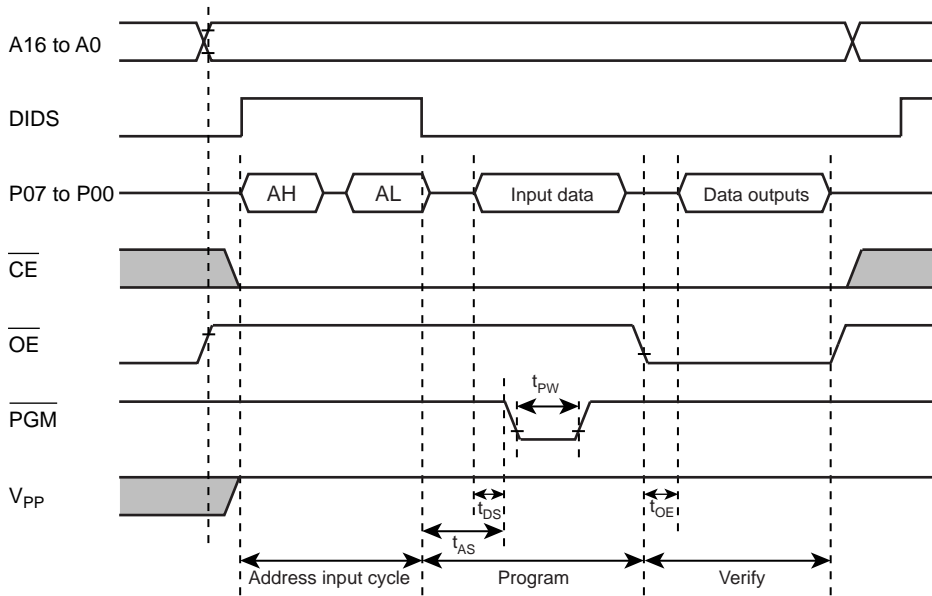 A16 to A0
DIDS
P07 to P00
AH
AL
Input data
Data outputs
CE
OE
tPW
PGM
VPP
tDS
tOE
tAS
Address input cycle
Program
Verify